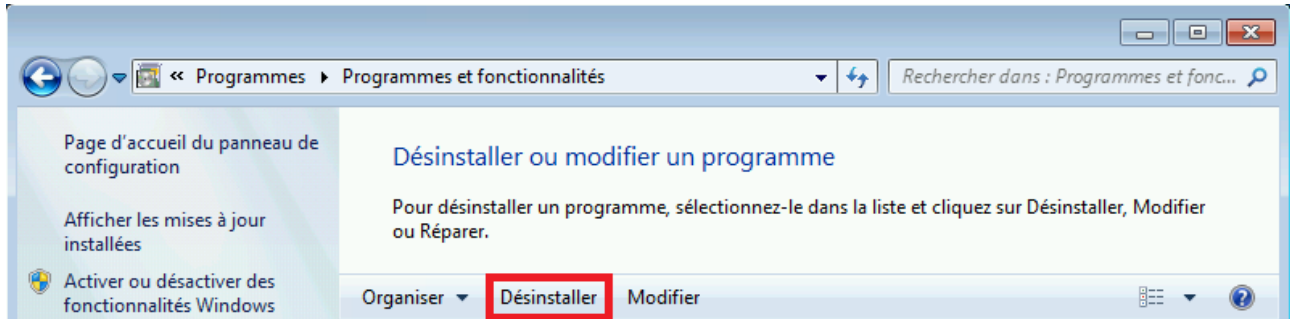 « Programmes ▸ Programmes et fonctionnalités
Rechercher dans : Programmes et fonc...
Page d'accueil du panneau de
configuration
Afficher les mises à jour
installées
Activer ou désactiver des
fonctionnalités Windows
Désinstaller ou modifier un programme
Pour désinstaller un programme, sélectionnez-le dans la liste et cliquez sur Désinstaller, Modifier
ou Réparer.
Organiser Désinstaller Modifier